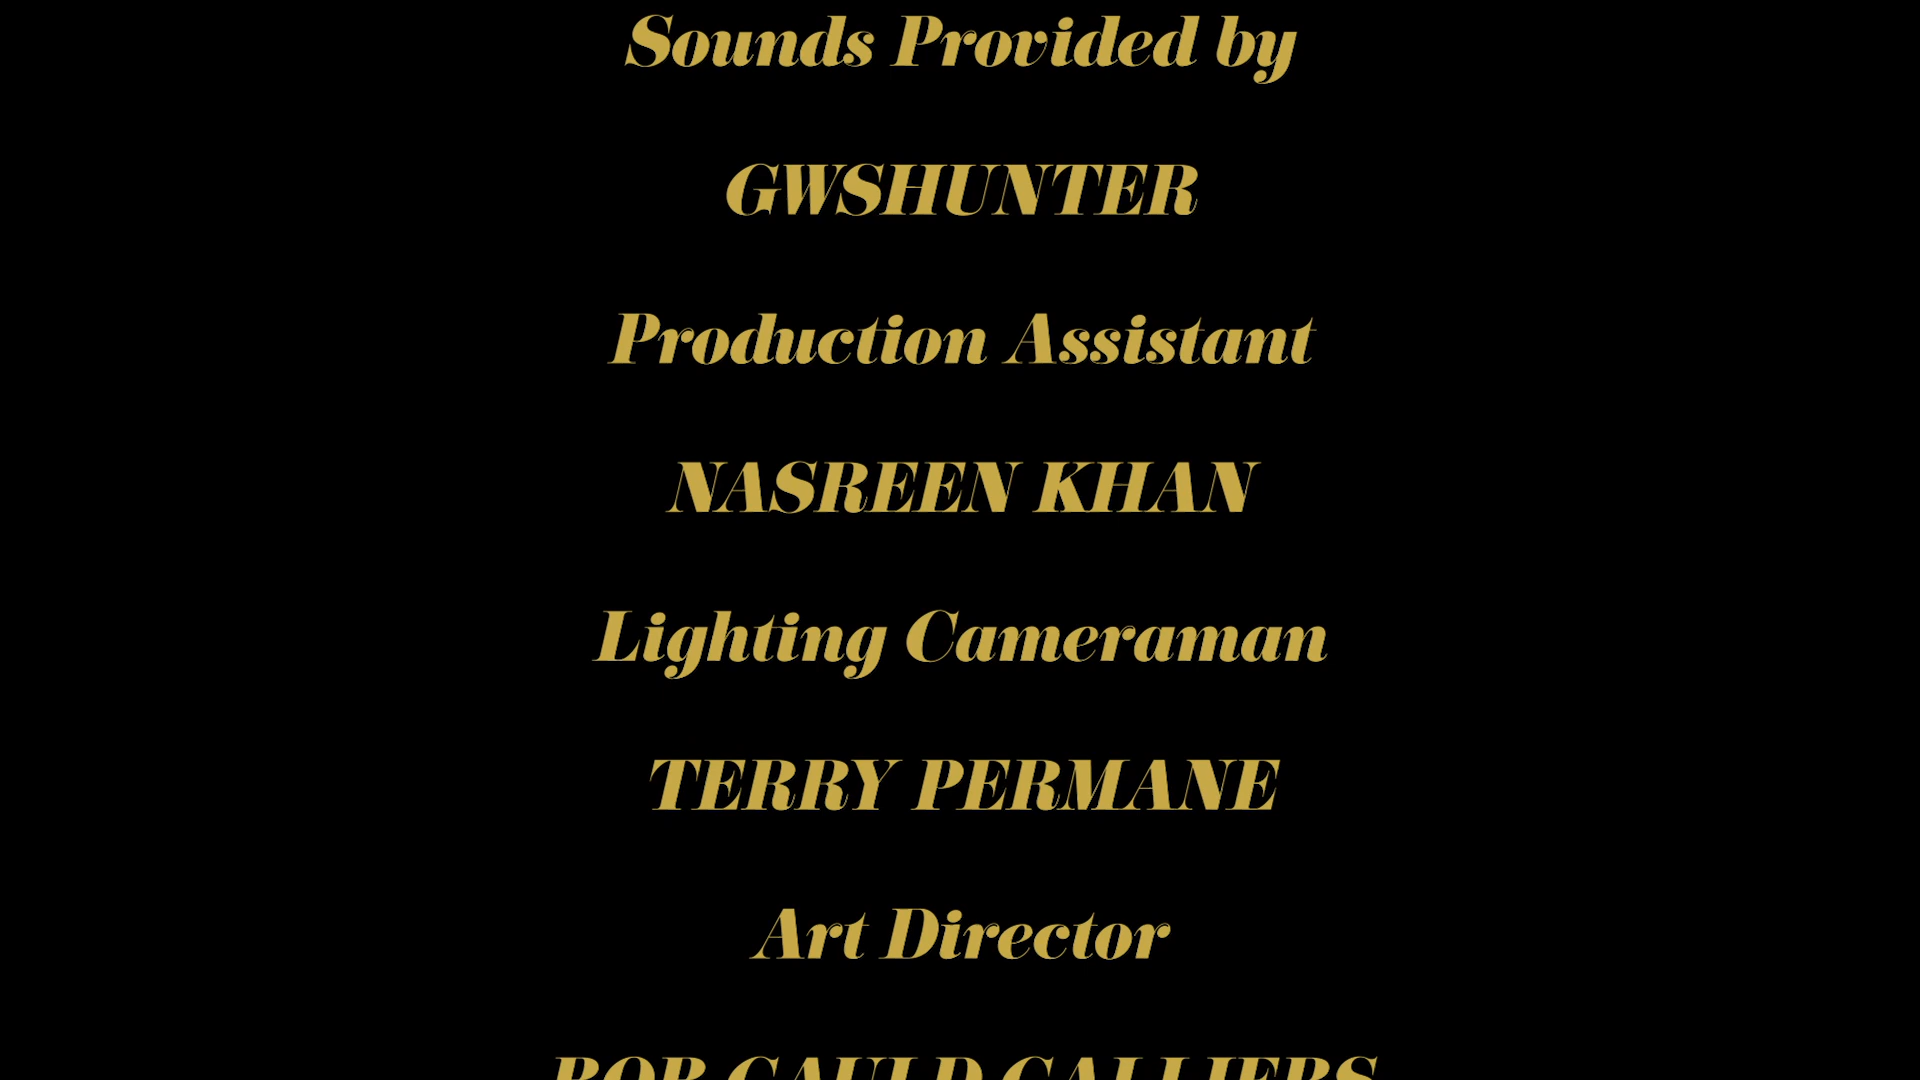 Sounds Provided by
GWSHUNTER
Production Assistant
NASREEN KHAN
Lighting Cameraman
TERRY PERMANE
Art Director